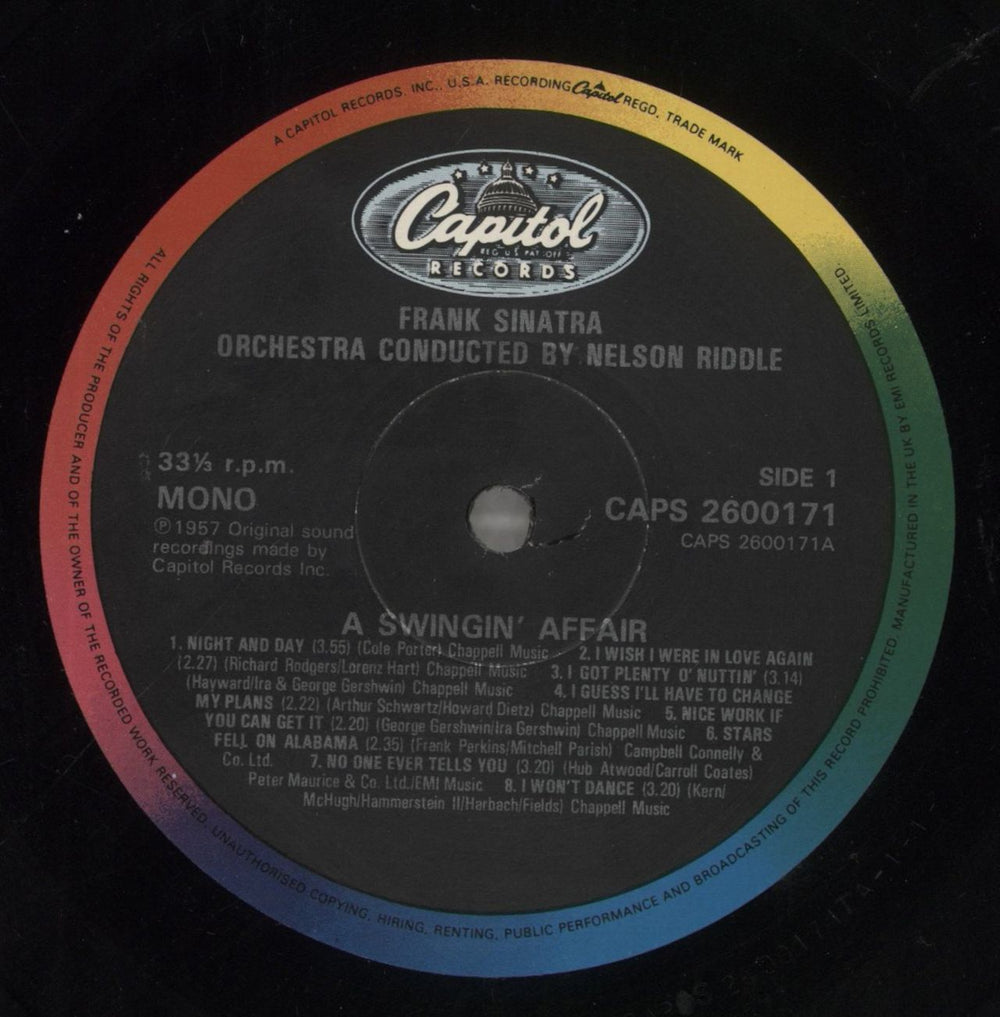 A CAPITOL RECORDS. INC., U.S.A. RECORDING Capitol REGD. TRADE MARK
Capitol
REG. U.S. PAT. OFF.
RECORDS
FRANK SINATRA
ORCHESTRA CONDUCTED BY NELSON RIDDLE
33⅓ r.p.m.
MONO
℗1957 Original sound
recordings made by
Capitol Records Inc.
SIDE 1
CAPS 2600171
CAPS 2600171A
A SWINGIN' AFFAIR
1. NIGHT AND DAY (3.55) (Cole Porter) Chappell Music 2. I WISH I WERE IN LOVE AGAIN
(2.27) (Richard Rodgers/Lorenz Hart) Chappell Music 3. I GOT PLENTY O' NUTTIN' (3.14)
(Hayward/Ira & George Gershwin) Chappell Music 4. I GUESS I'LL HAVE TO CHANGE
MY PLANS (2.22) (Arthur Schwartz/Howard Dietz) Chappell Music 5. NICE WORK IF
YOU CAN GET IT (2.20) (George Gershwin/Ira Gershwin) Chappell Music 6. STARS
FELL ON ALABAMA (2.35) (Frank Perkins/Mitchell Parish) Campbell Connelly &
Co. Ltd. 7. NO ONE EVER TELLS YOU (3.20) (Hub Atwood/Carroll Coates)
Peter Maurice & Co. Ltd./EMI Music 8. I WON'T DANCE (3.20) (Kern/
McHugh/Hammerstein II/Harbach/Fields) Chappell Music
ALL RIGHTS OF THE PRODUCER AND OF THE OWNER OF THE RECORDED WORK RESERVED. UNAUTHORISED COPYING, HIRING, RENTING, PUBLIC PERFORMANCE AND BROADCASTING OF THIS RECORD PROHIBITED. MANUFACTURED IN THE UK BY EMI RECORDS LIMITED.